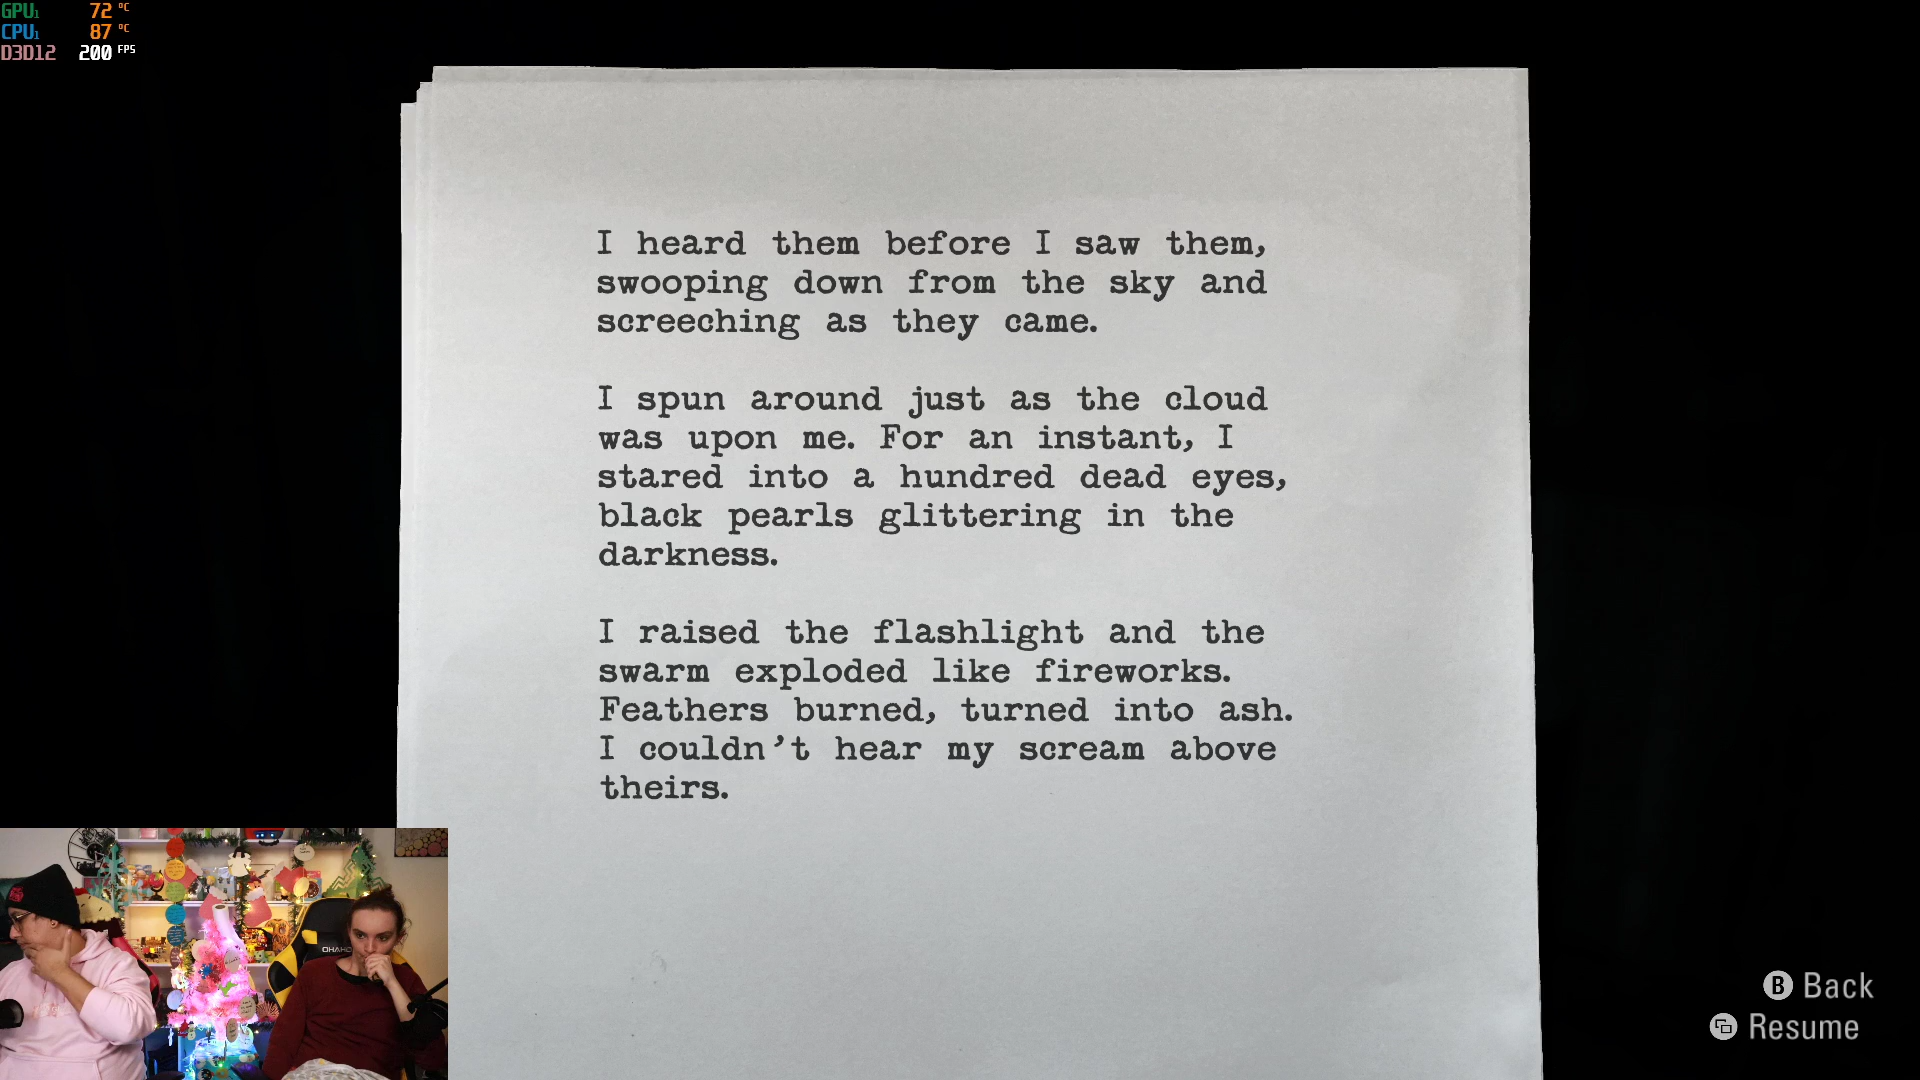 GPU1 72 °C
CPU1 87 °C
D3D12 200 FPS
I heard them before I saw them,
swooping down from the sky and
screeching as they came.
I spun around just as the cloud
was upon me. For an instant, I
stared into a hundred dead eyes,
black pearls glittering in the
darkness.
I raised the flashlight and the
swarm exploded like fireworks.
Feathers burned, turned into ash.
I couldn't hear my scream above
theirs.
OHAHO
B Back
Resume